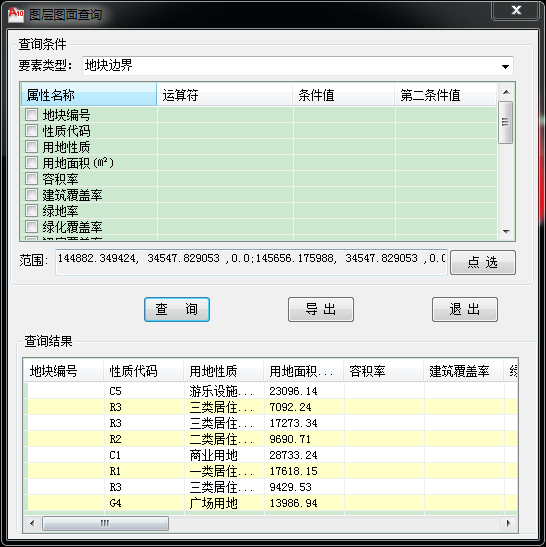 A10 图层图面查询
查询条件
要素类型: 地块边界
属性名称 运算符 条件值 第二条件值
地块编号
性质代码
用地性质
用地面积(m²)
容积率
建筑覆盖率
绿地率
绿化覆盖率
范围: 144882.349424, 34547.829053 ,0.0;145656.175988, 34547.829053 ,0.0
点 选
查 询 导 出 退 出
查询结果
地块编号 性质代码 用地性质 用地面积... 容积率 建筑覆盖率
C5 游乐设施... 23096.14
R3 三类居住... 7092.24
R3 三类居住... 17273.34
R2 二类居住... 9690.71
C1 商业用地 28733.24
R1 一类居住... 17618.15
R3 三类居住... 9429.53
G4 广场用地 13986.94